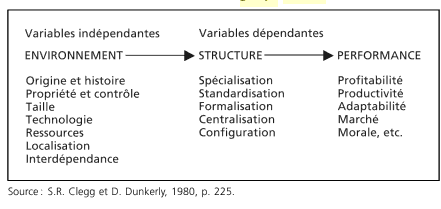 Variables indépendantes Variables dépendantes
ENVIRONNEMENT STRUCTURE PERFORMANCE
Origine et histoire Spécialisation Profitabilité
Propriété et contrôle Standardisation Productivité
Taille Formalisation Adaptabilité
Technologie Centralisation Marché
Ressources Configuration Morale, etc.
Localisation
Interdépendance
Source : S.R. Clegg et D. Dunkerly, 1980, p. 225.